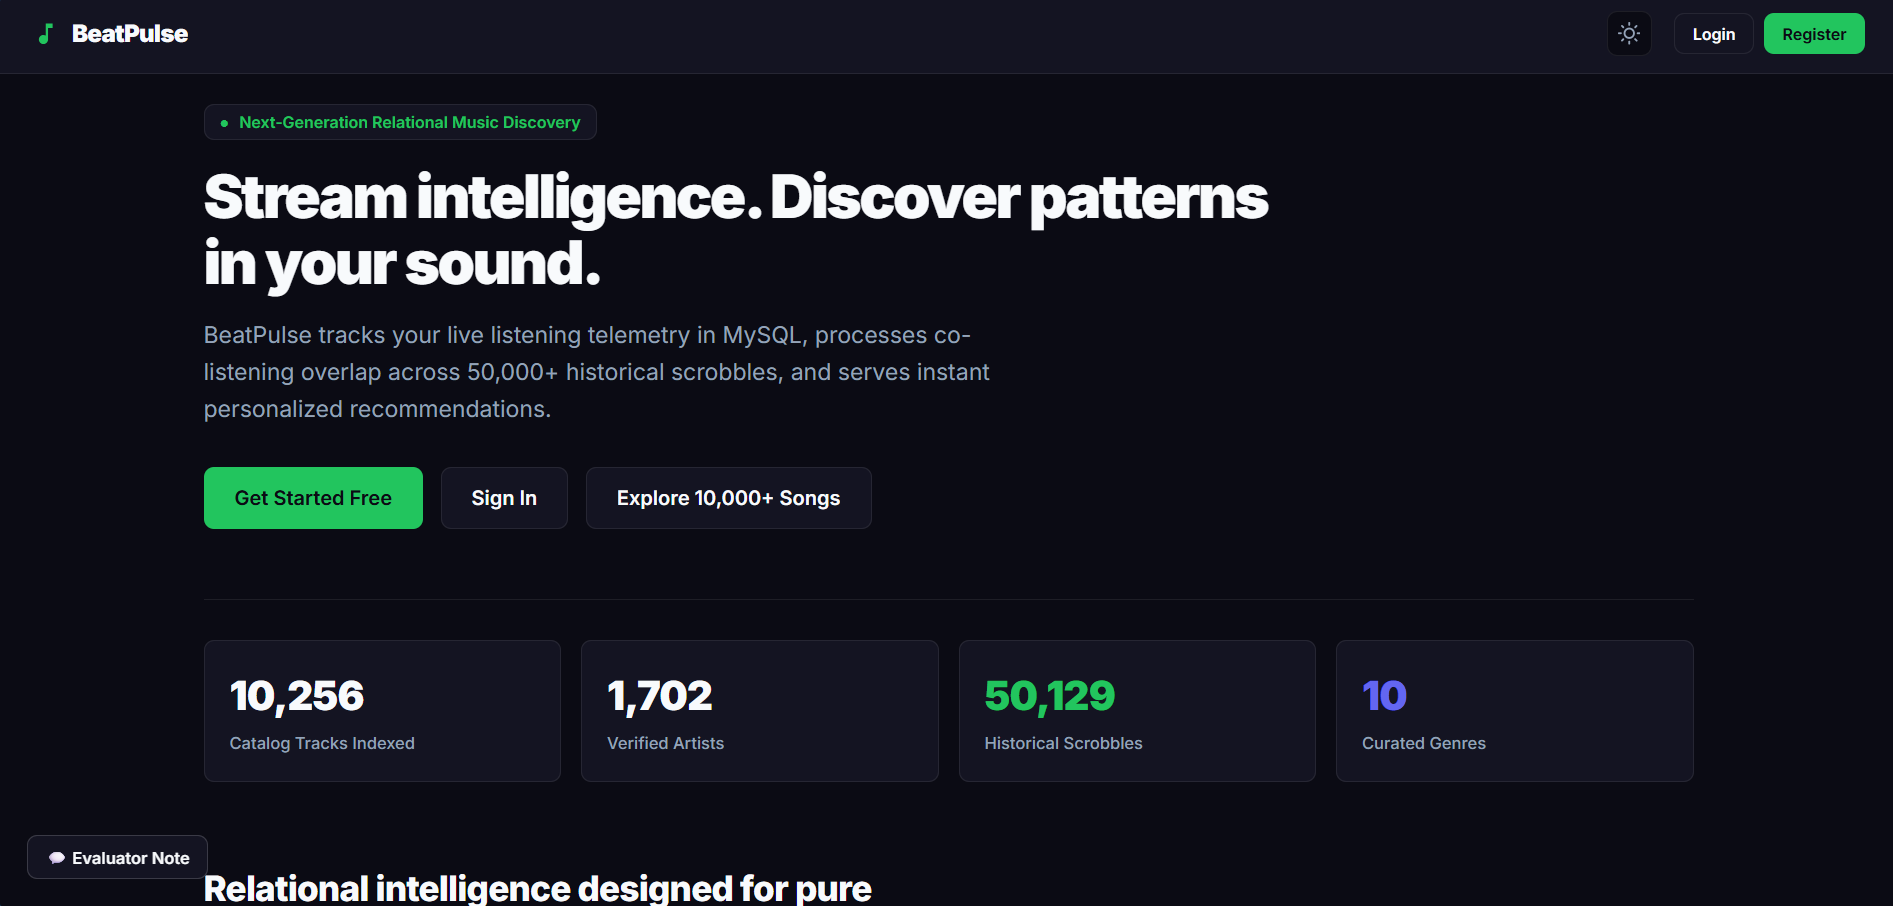 BeatPulse
Login
Register
Next-Generation Relational Music Discovery
Stream intelligence. Discover patterns
in your sound.
BeatPulse tracks your live listening telemetry in MySQL, processes co-
listening overlap across 50,000+ historical scrobbles, and serves instant
personalized recommendations.
Get Started Free
Sign In
Explore 10,000+ Songs
10,256
Catalog Tracks Indexed
1,702
Verified Artists
50,129
Historical Scrobbles
10
Curated Genres
Evaluator Note
Relational intelligence designed for pure